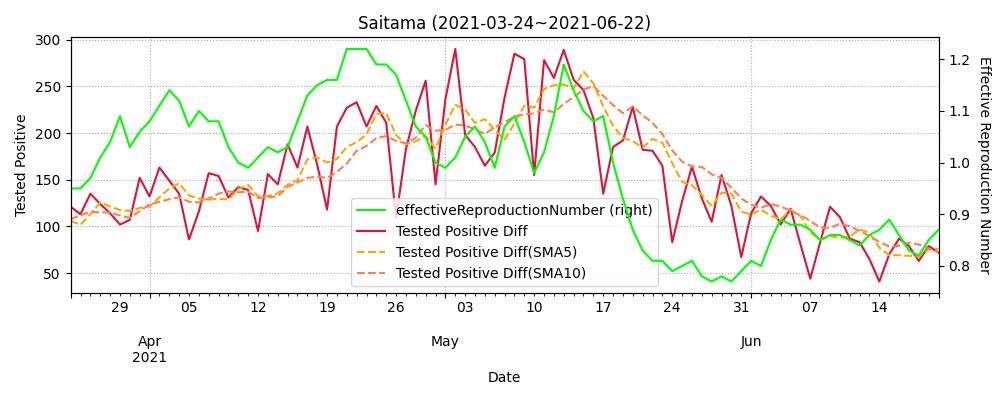 Saitama (2021-03-24~2021-06-22)
Tested Positive
300
250
200
150
100
50
1.2
1.1
1.0
0.9
0.8
Effective Reproduction Number
effectiveReproductionNumber (right)
Tested Positive Diff
Tested Positive Diff(SMA5)
Tested Positive Diff(SMA10)
29 05 12 19 26 03 10 17 24 31 07 14
Apr May Jun
2021
Date